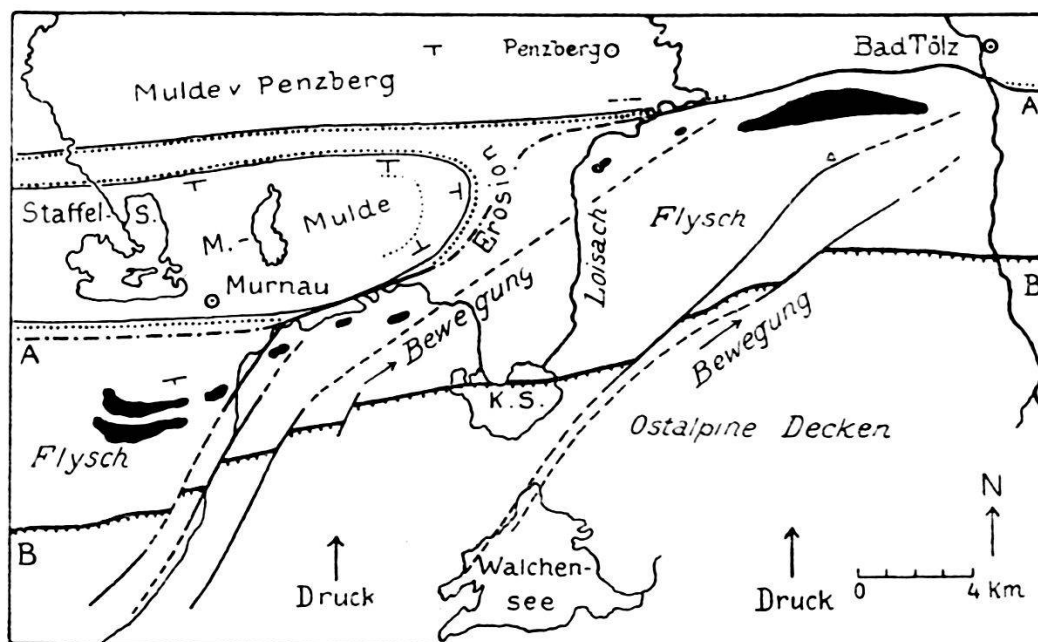 Penzberg
Bad Tölz
Mulde v Penzberg
A
Erosion
Staffel-
S.
M.-
Mulde
Flysch
Murnau
Loisach
B
A
Bewegung
Bewegung
K.S.
Ostalpine Decken
Flysch
N
B
Walchen-
see
Druck
Druck
0
4 Km